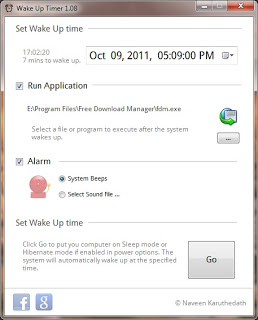 Wake Up Timer 1.08
Set Wake Up time
17:02:20
7 mins to wake up.
Oct 09, 2011, 05:09:00 PM
Run Application
E:\Program Files\Free Download Manager\fdm.exe
Select a file or program to execute after the system
wakes up.
...
Alarm
System Beeps
Select Sound file ...
Set Wake Up time
Click Go to put you computer on Sleep mode or
Hibernate mode if enabled in power options. The
system will automatically wake up at the specified
time.
Go
f
g
© Naveen Karuthedath